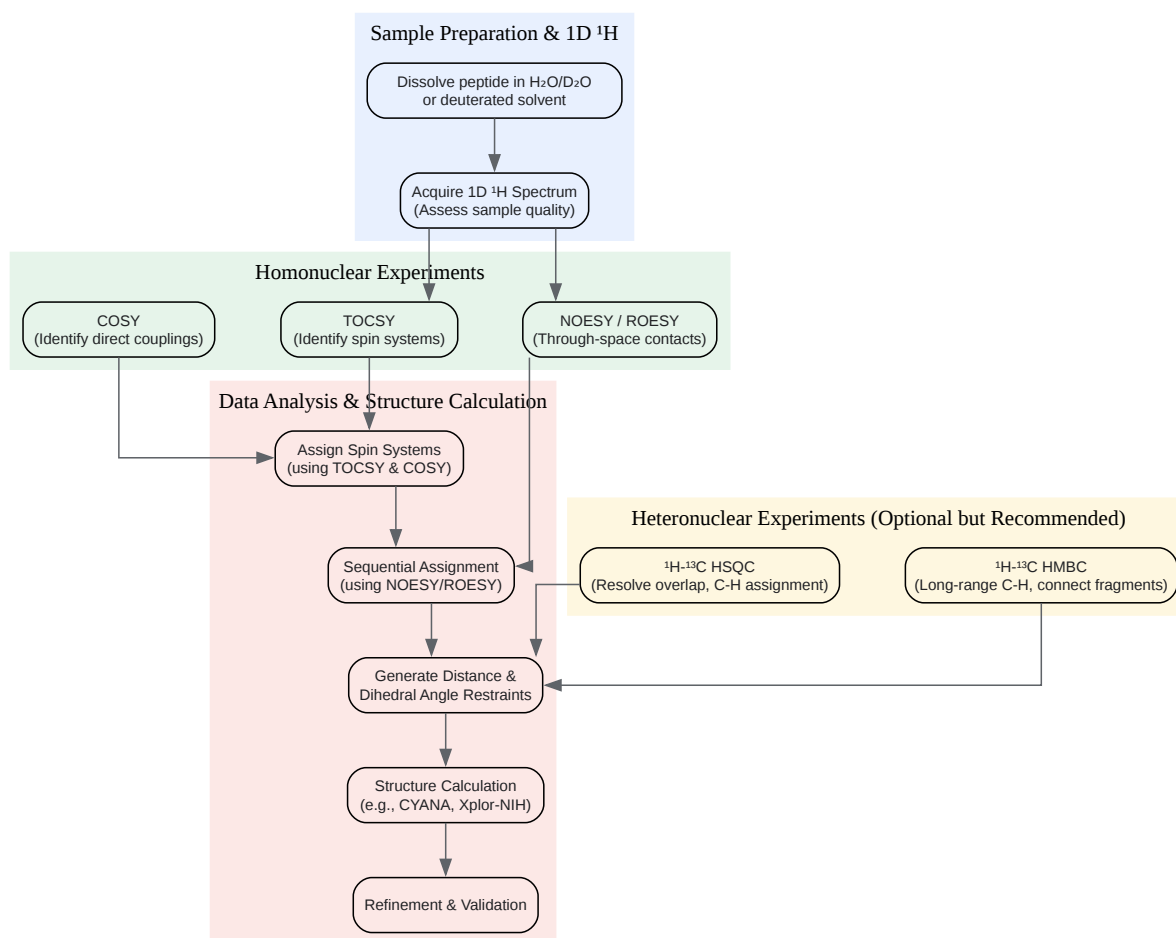 Sample Preparation & 1D ¹H
Dissolve peptide in H₂O/D₂O
or deuterated solvent
Acquire 1D ¹H Spectrum
(Assess sample quality)
Homonuclear Experiments
COSY
(Identify direct couplings)
TOCSY
(Identify spin systems)
NOESY / ROESY
(Through-space contacts)
Data Analysis & Structure Calculation
Assign Spin Systems
(using TOCSY & COSY)
Heteronuclear Experiments (Optional but Recommended)
Sequential Assignment
(using NOESY/ROESY)
¹H-¹³C HSQC
(Resolve overlap, C-H assignment)
¹H-¹³C HMBC
(Long-range C-H, connect fragments)
Generate Distance &
Dihedral Angle Restraints
Structure Calculation
(e.g., CYANA, Xplor-NIH)
Refinement & Validation